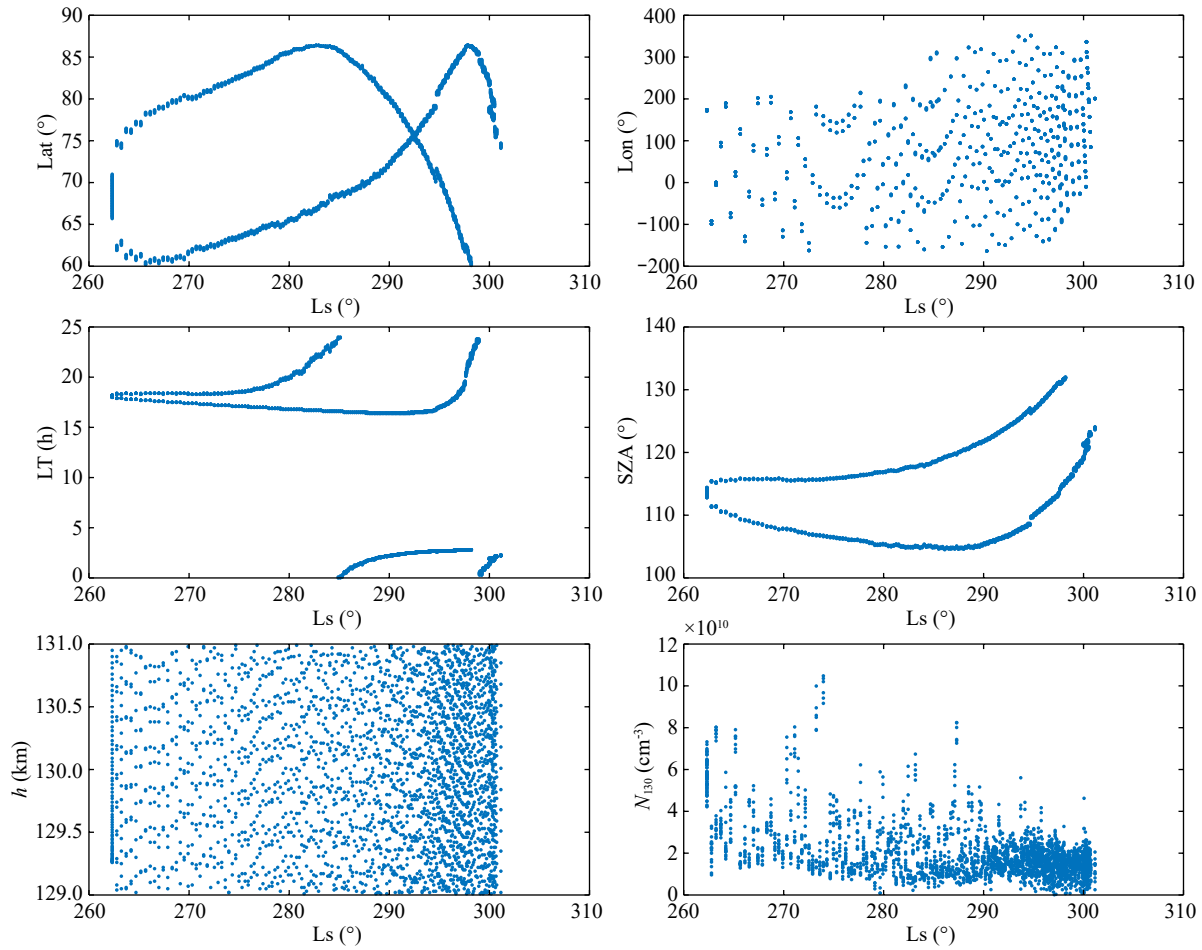 90
85
80
75
70
65
60
Lat (°)
260 270 280 290 300 310
Ls (°)
400
300
200
100
0
−100
−200
Lon (°)
260 270 280 290 300 310
Ls (°)
25
20
15
10
5
0
LT (h)
260 270 280 290 300 310
Ls (°)
140
130
120
110
100
SZA (°)
260 270 280 290 300 310
Ls (°)
131.0
130.5
130.0
129.5
129.0
h (km)
260 270 280 290 300 310
Ls (°)
×10¹⁰
12
10
8
6
4
2
0
N₁₃₀ (cm⁻³)
260 270 280 290 300 310
Ls (°)